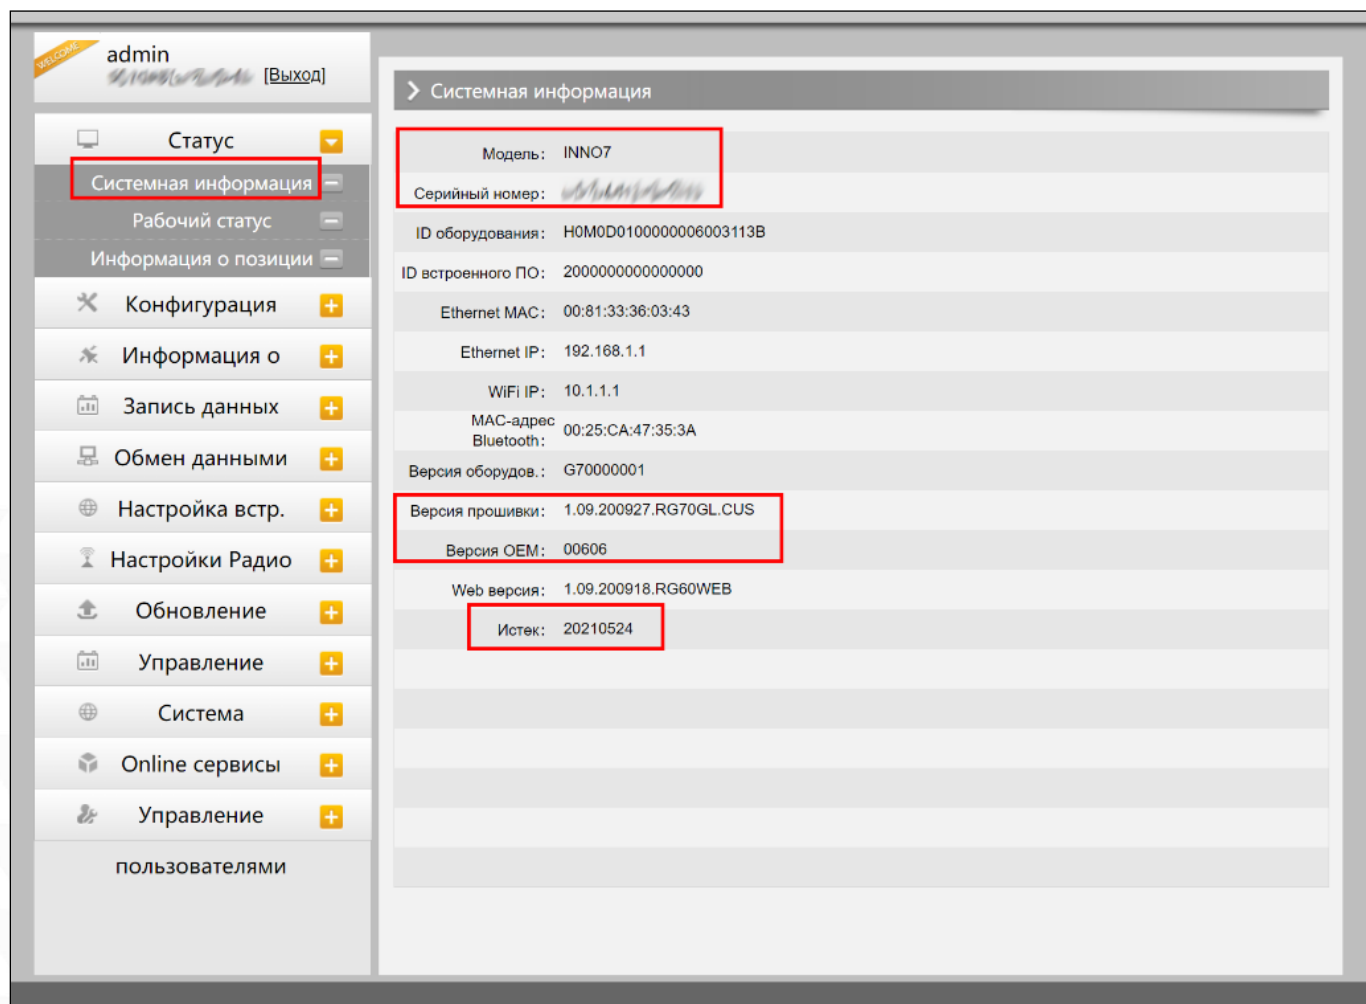 WELCOME
admin
[Выход]
Статус
Системная информация
Рабочий статус
Информация о позиции
Конфигурация
Информация о
Запись данных
Обмен данными
Настройка встр.
Настройки Радио
Обновление
Управление
Система
Online сервисы
Управление
пользователями
Системная информация
Модель: INNO7
Серийный номер:
ID оборудования: H0M0D0100000006003113B
ID встроенного ПО: 2000000000000000
Ethernet MAC: 00:81:33:36:03:43
Ethernet IP: 192.168.1.1
WiFi IP: 10.1.1.1
MAC-адрес
Bluetooth: 00:25:CA:47:35:3A
Версия оборудов.: G70000001
Версия прошивки: 1.09.200927.RG70GL.CUS
Версия OEM: 00606
Web версия: 1.09.200918.RG60WEB
Истек: 20210524